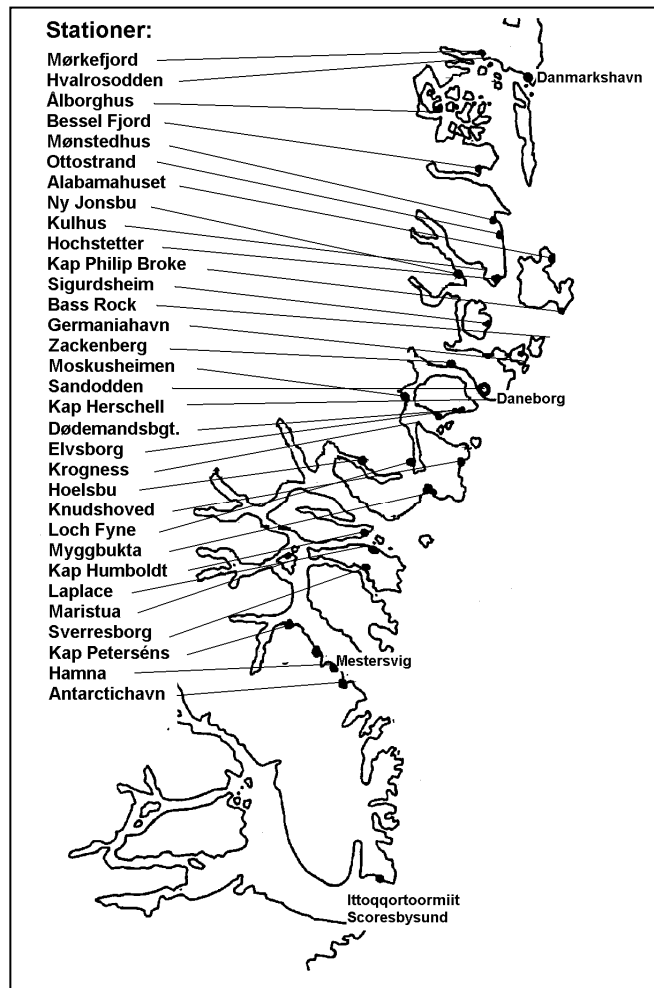 Stationer:
Mørkefjord
Hvalrosodden
Danmarkshavn
Ålborghus
Bessel Fjord
Mønstedhus
Ottostrand
Alabamahuset
Ny Jonsbu
Kulhus
Hochstetter
Kap Philip Broke
Sigurdsheim
Bass Rock
Germaniahavn
Zackenberg
Moskusheimen
Sandodden
Daneborg
Kap Herschell
Dødemandsbgt.
Elvsborg
Krogness
Hoelsbu
Knudshoved
Loch Fyne
Myggbukta
Kap Humboldt
Laplace
Maristua
Sverresborg
Kap Peterséns
Mestersvig
Hamna
Antarctichavn
Ittoqqortoormiit
Scoresbysund